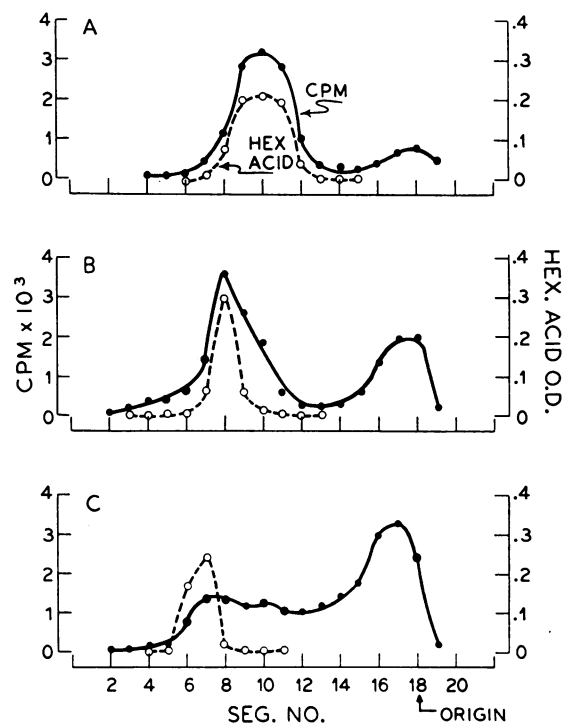 A
4
3
2
1
0
.4
.3
.2
.1
0
CPM
HEX
ACID
B
4
3
2
1
0
.4
.3
.2
.1
0
CPM x 10³
HEX. ACID O.D.
C
4
3
2
1
0
.4
.3
.2
.1
0
2 4 6 8 10 12 14 16 18 20
SEG. NO.
ORIGIN